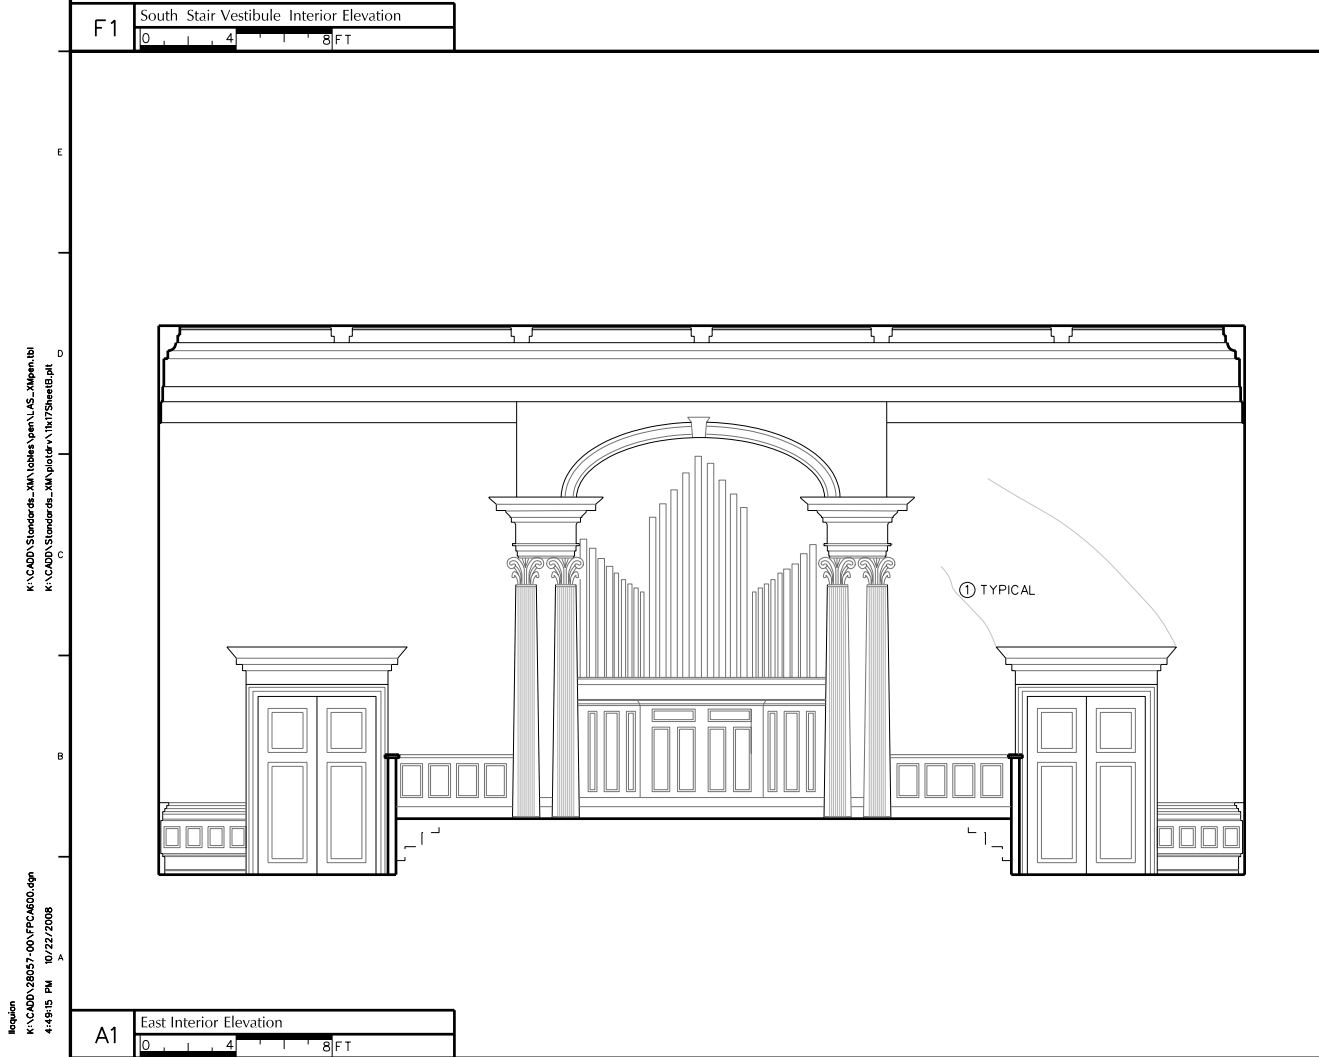 F1
South Stair Vestibule Interior Elevation
0 4 8 FT
E
D
C
B
A
1 TYPICAL
K:\CADD\Standards_XM\tables\pen\LAS_XMpen.tbl
K:\CADD\Standards_XM\plotdrv\11x17SheetB.plt
lloquion
K:\CADD\28057-00\FPCA600.dgn
4:49:15 PM 10/22/2008
A1
East Interior Elevation
0 4 8 FT